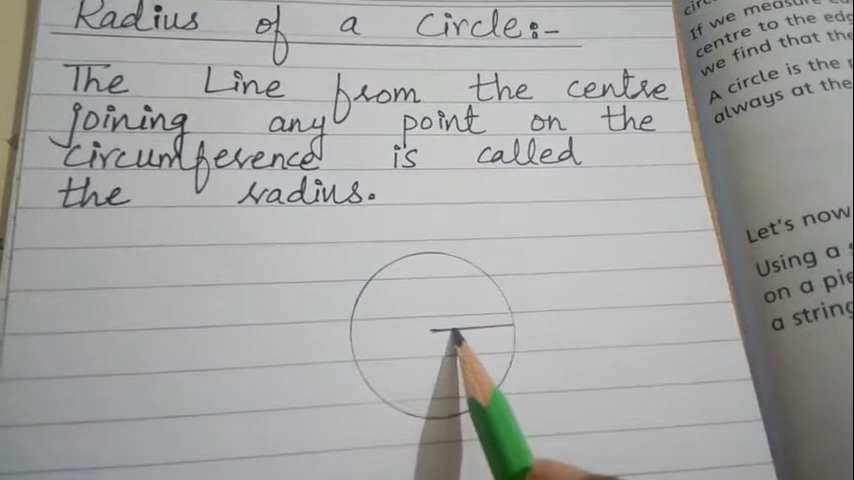 Radius of a Circle:-
The Line from the centre
joining any point on the
circumference is called
the radius.
If we measure
centre to the edg
we find that the
A circle is the
always at the
Let's now
Using a
on a pie
a string